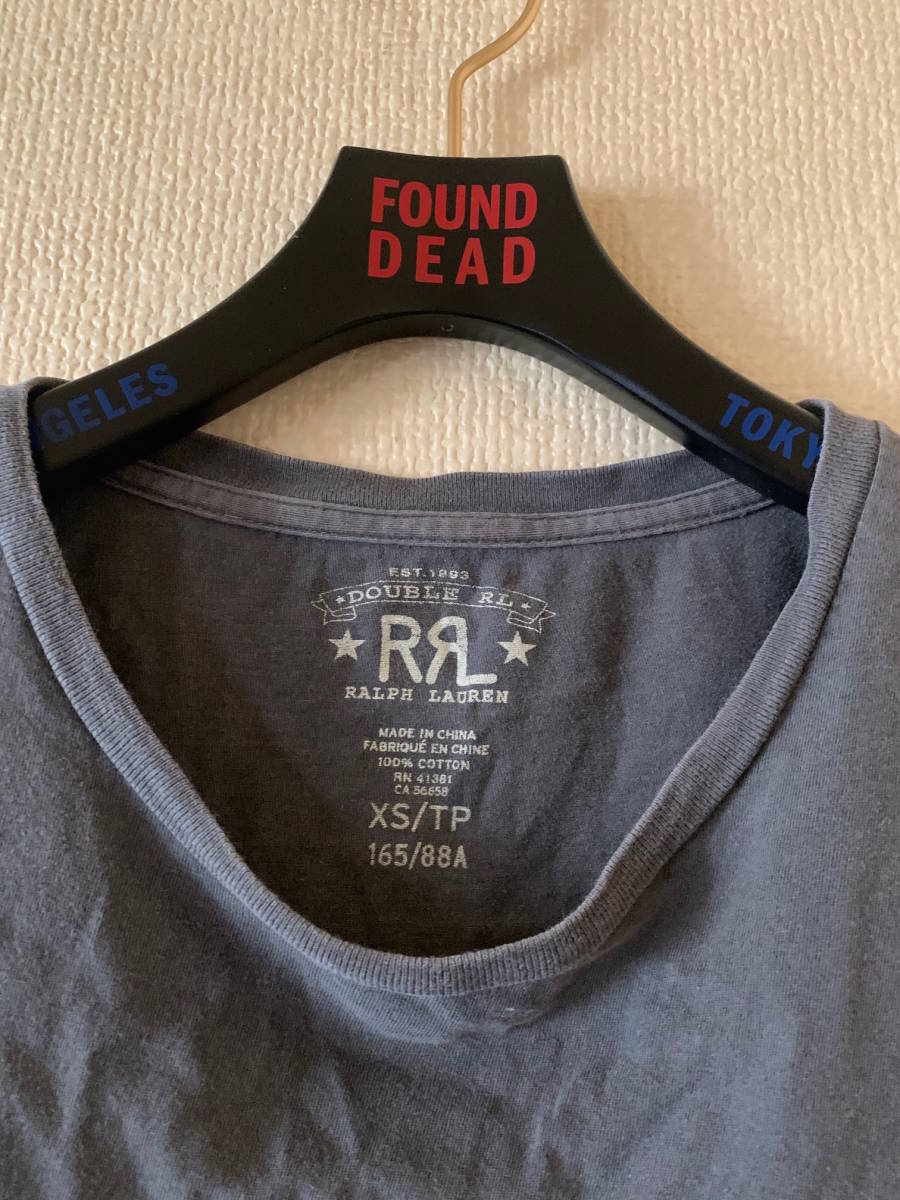 FOUND
DEAD
GELES
TOKY
EST. 1993
★DOUBLE RL★
RRL
RALPH LAUREN
MADE IN CHINA
FABRIQUÉ EN CHINE
100% COTTON
RN 41381
CA 56658
XS/TP
165/88A